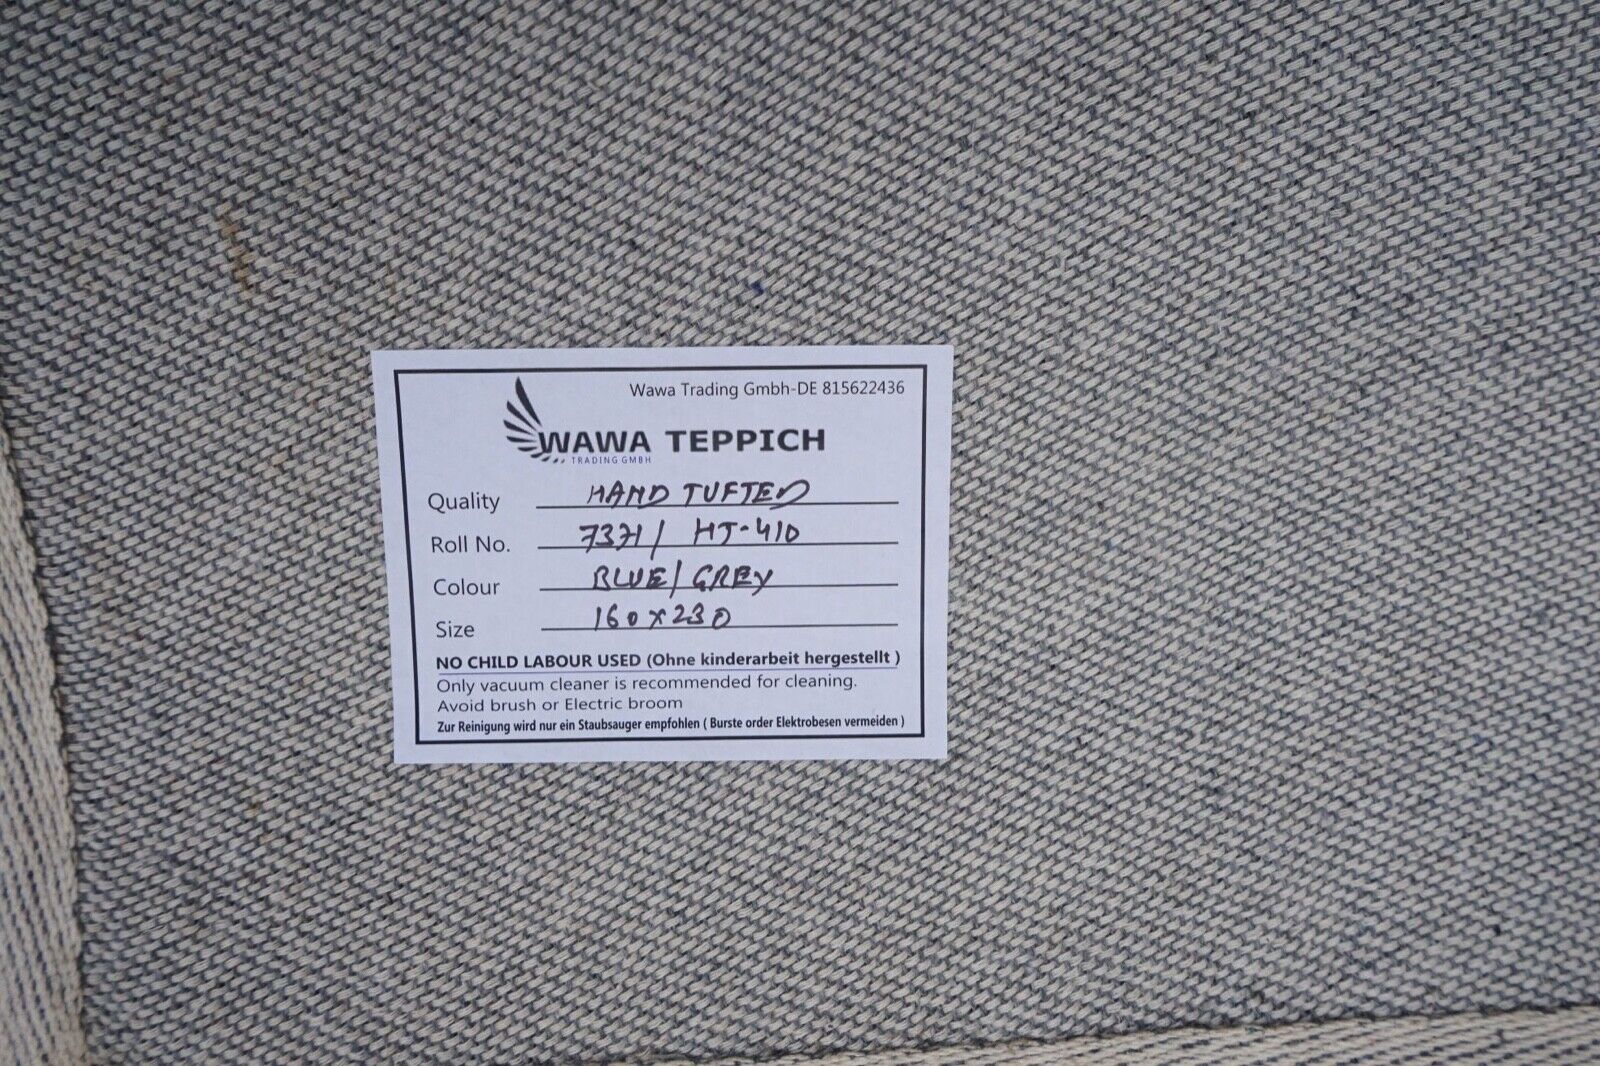 Wawa Trading Gmbh-DE 815622436
WAWA TEPPICH
TRADING GMBH
Quality HAND TUFTED
Roll No. 7371/ HT-410
Colour BLUE/GREY
Size 160x230
NO CHILD LABOUR USED (Ohne kinderarbeit hergestellt )
Only vacuum cleaner is recommended for cleaning.
Avoid brush or Electric broom
Zur Reinigung wird nur ein Staubsauger empfohlen ( Burste order Elektrobesen vermeiden )